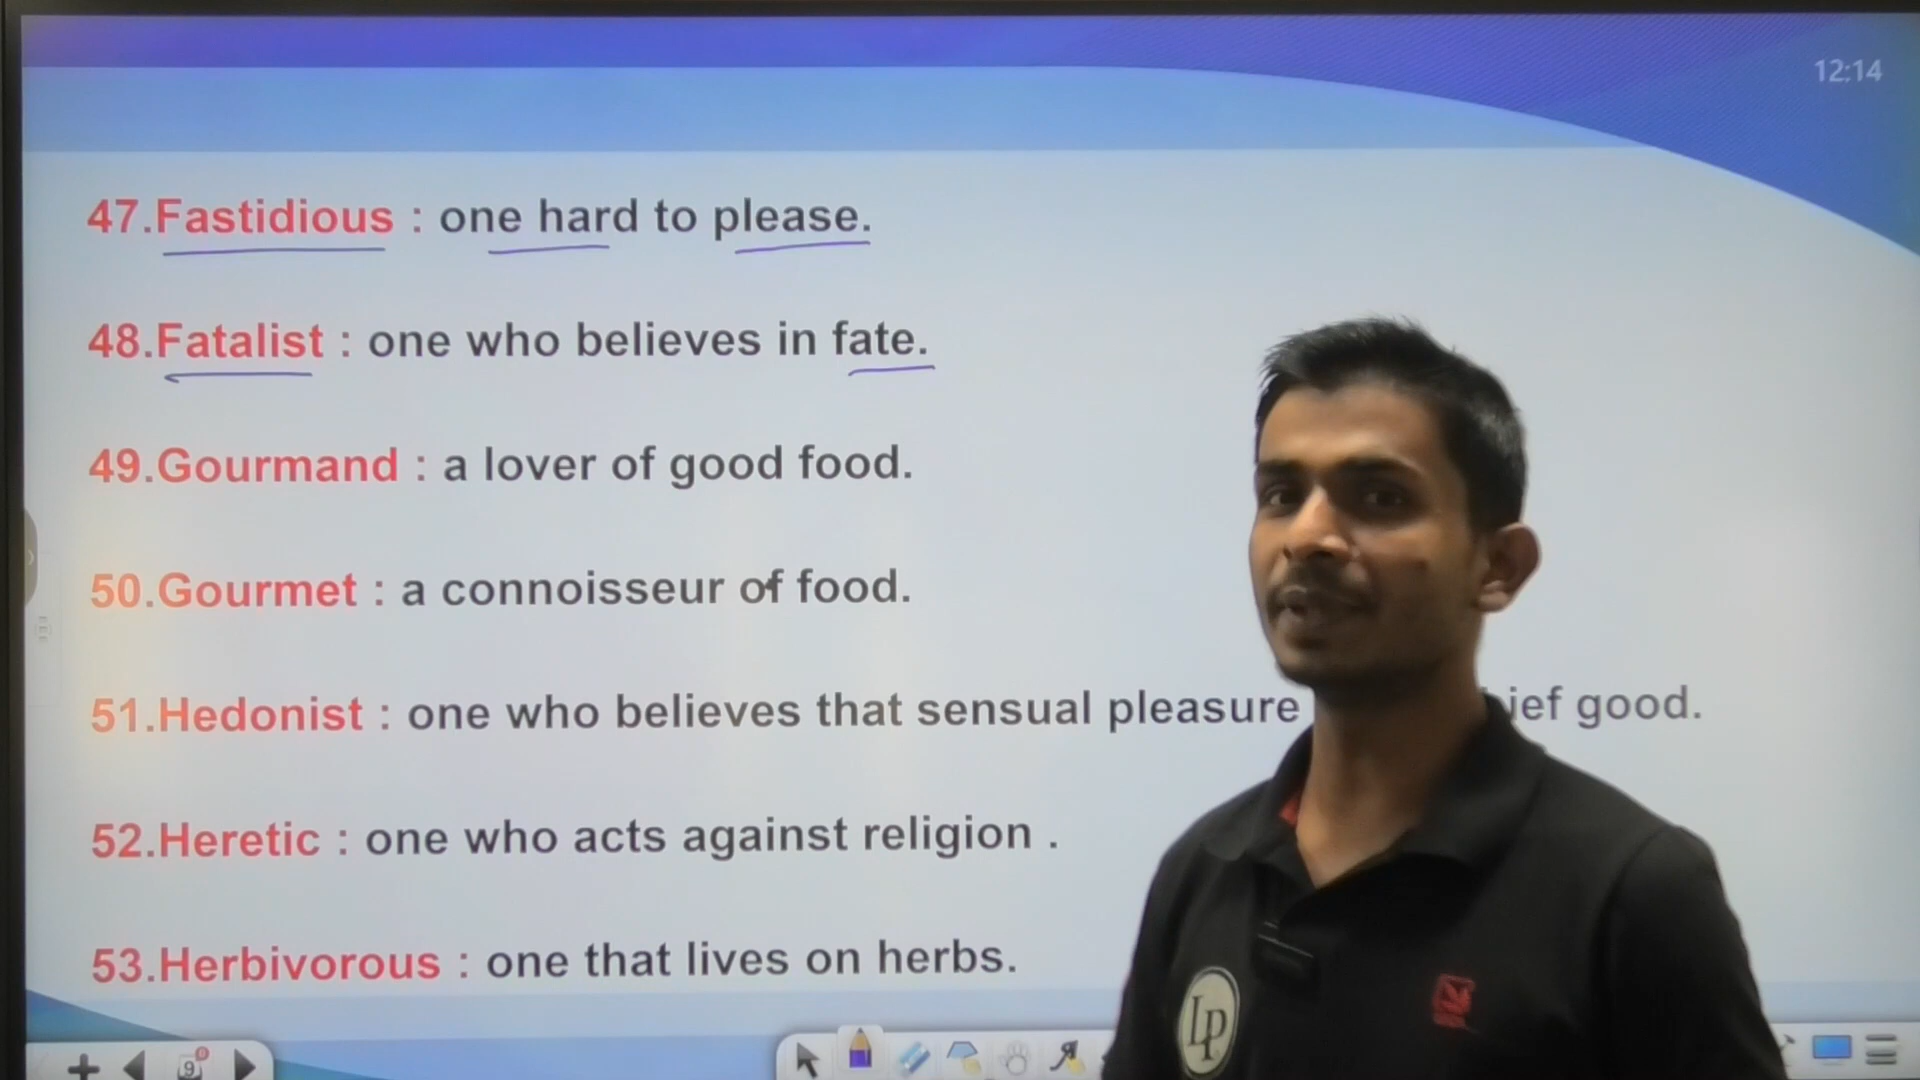 12:14
47.Fastidious : one hard to please.
48.Fatalist : one who believes in fate.
49.Gourmand : a lover of good food.
50.Gourmet : a connoisseur of food.
51.Hedonist : one who believes that sensual pleasure good.
52.Heretic : one who acts against religion .
53.Herbivorous : one that lives on herbs.
LP
9